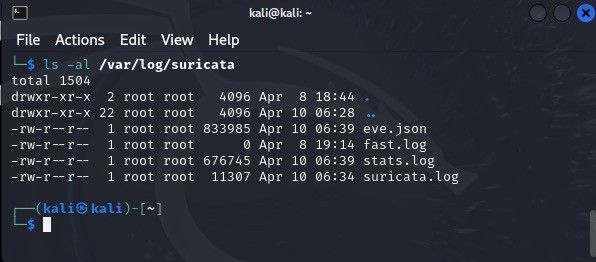 kali@kali: ~
File Actions Edit View Help
└─$ ls -al /var/log/suricata
total 1504
drwxr-xr-x  2 root root   4096 Apr  8 18:44 .
drwxr-xr-x 22 root root   4096 Apr 10 06:28 ..
-rw-r--r--  1 root root 833985 Apr 10 06:39 eve.json
-rw-r--r--  1 root root      0 Apr  8 19:14 fast.log
-rw-r--r--  1 root root 676745 Apr 10 06:39 stats.log
-rw-r--r--  1 root root  11307 Apr 10 06:34 suricata.log
┌──(kali㉿kali)-[~]
└─$